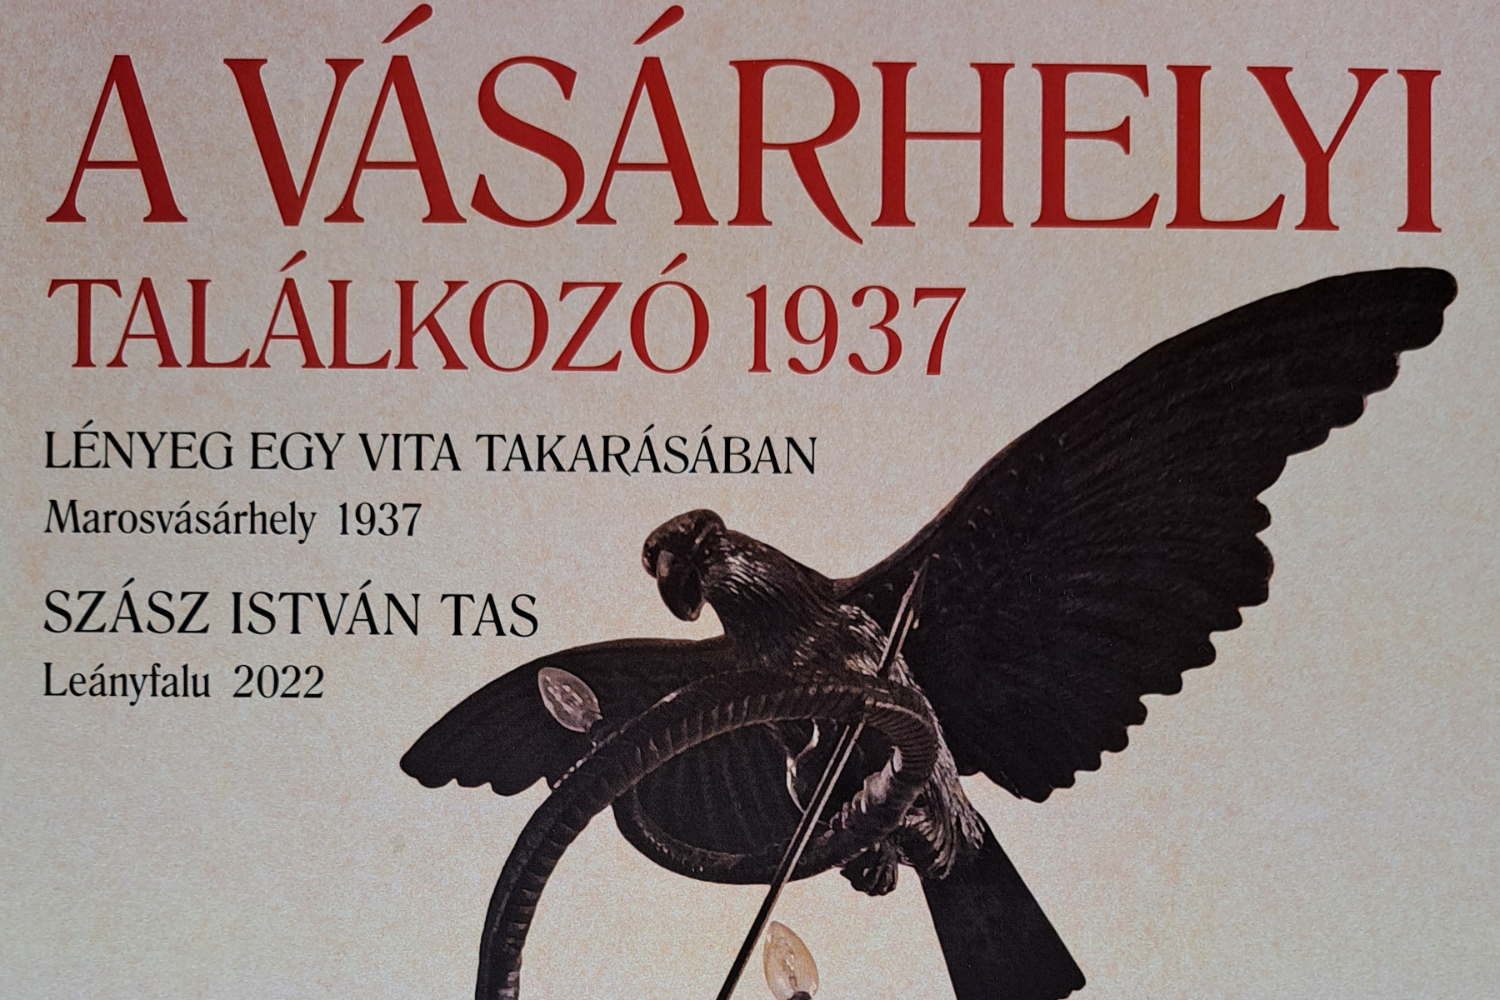 A VÁSÁRHELYI
TALÁLKOZÓ 1937
LÉNYEG EGY VITA TAKARÁSÁBAN
Marosvásárhely 1937
SZÁSZ ISTVÁN TAS
Leányfalu 2022